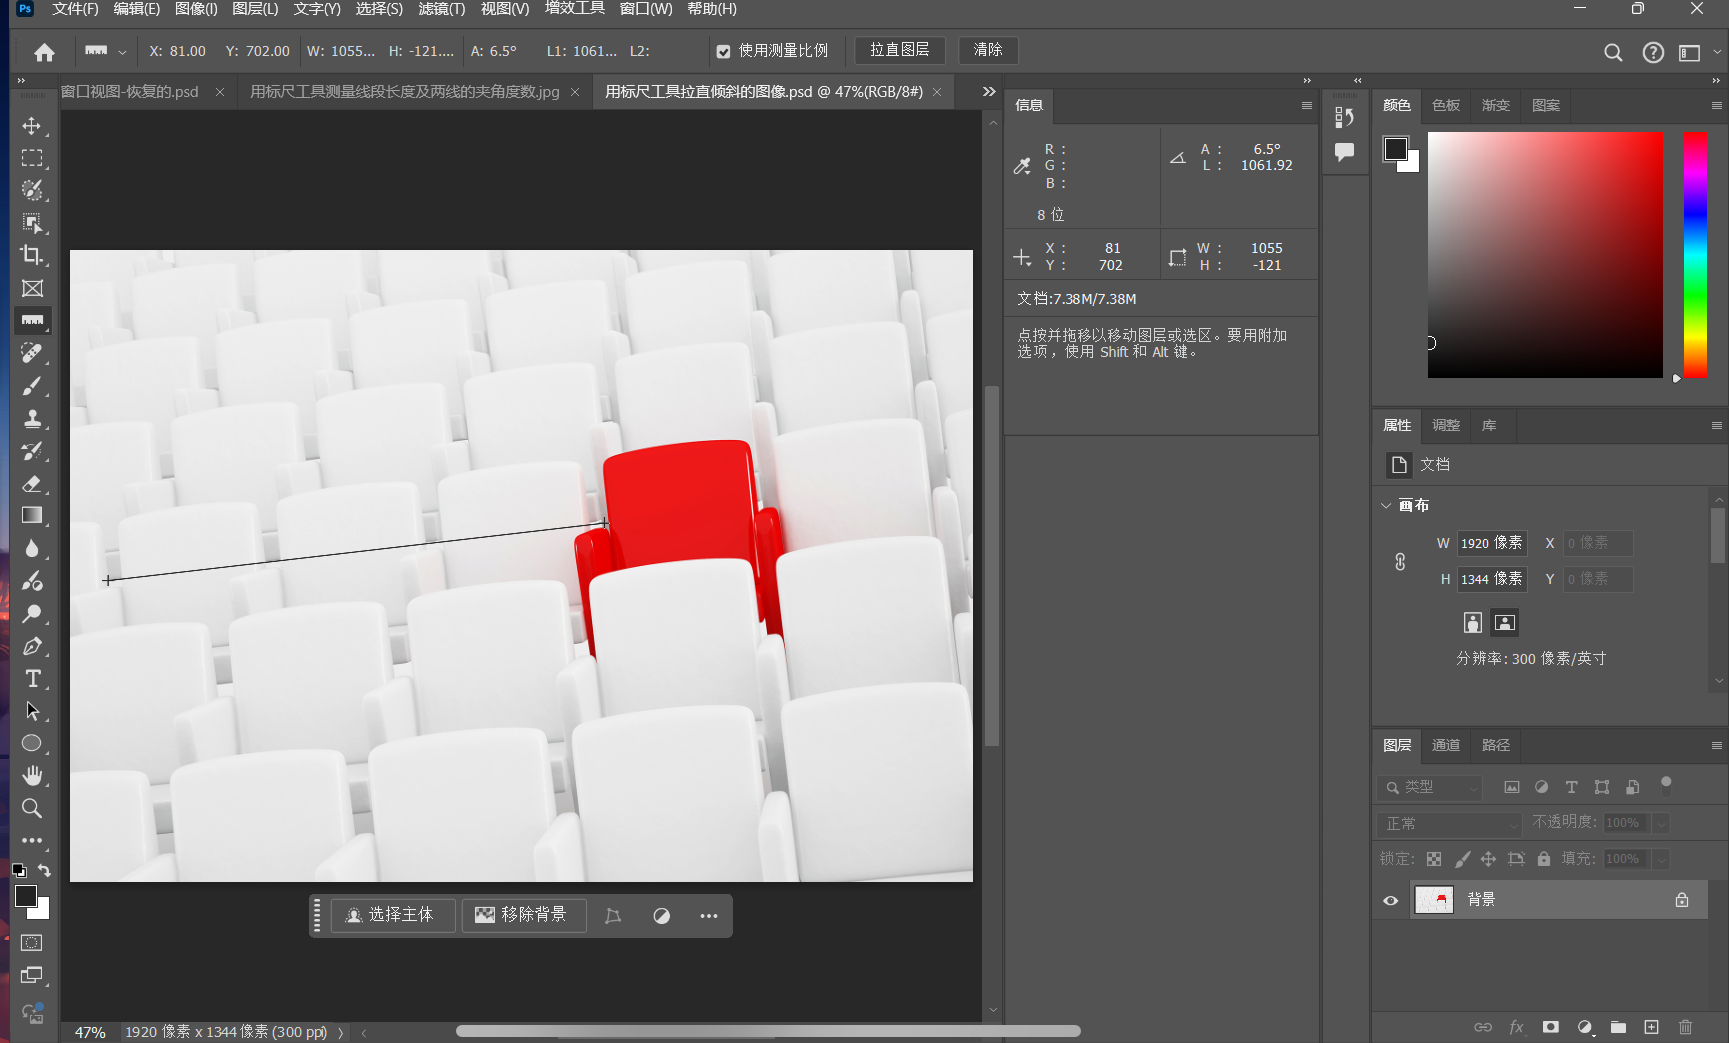 Ps 文件(F) 编辑(E) 图像(I) 图层(L) 文字(Y) 选择(S) 滤镜(T) 视图(V) 增效工具 窗口(W) 帮助(H)
X: 81.00 Y: 702.00 W: 1055... H: -121.... A: 6.5° L1: 1061... L2: 使用测量比例 拉直图层 清除
窗口视图-恢复的.psd × 用标尺工具测量线段长度及两线的夹角度数.jpg × 用标尺工具拉直倾斜的图像.psd @ 47%(RGB/8#) ×
信息
R :
G :
B :
A : 6.5°
L : 1061.92
8 位
X : 81
Y : 702
W : 1055
H : -121
文档:7.38M/7.38M
点按并拖移以移动图层或选区。要用附加
选项，使用 Shift 和 Alt 键。
颜色 色板 渐变 图案
属性 调整 库
文档
画布
W 1920 像素 X 0 像素
H 1344 像素 Y 0 像素
分辨率: 300 像素/英寸
图层 通道 路径
类型
正常 不透明度: 100%
锁定: 填充: 100%
背景
fx
选择主体 移除背景
47% 1920 像素 x 1344 像素 (300 ppi)